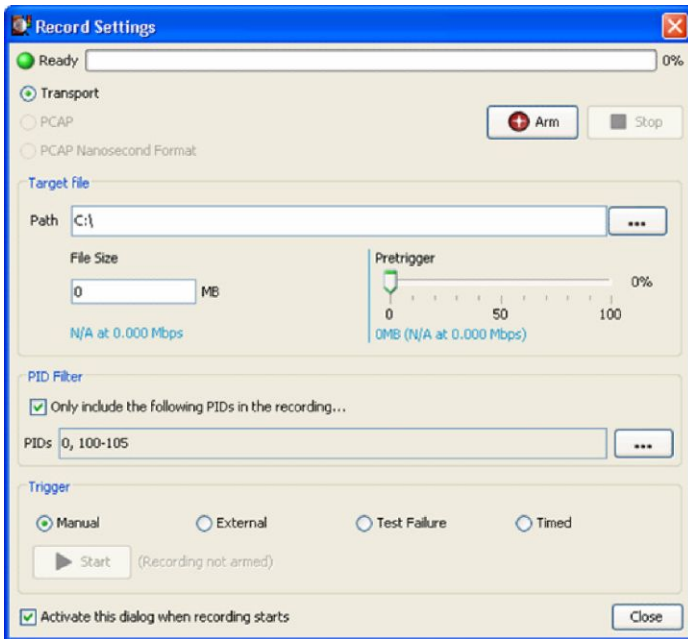 Record Settings
Ready 0%
Transport
PCAP
PCAP Nanosecond Format
Arm Stop
Target file
Path C:\ ...
File Size
0 MB
N/A at 0.000 Mbps
Pretrigger
0%
0 50 100
0MB (N/A at 0.000 Mbps)
PID Filter
Only include the following PIDs in the recording...
PIDs 0, 100-105 ...
Trigger
Manual External Test Failure Timed
Start (Recording not armed)
Activate this dialog when recording starts Close